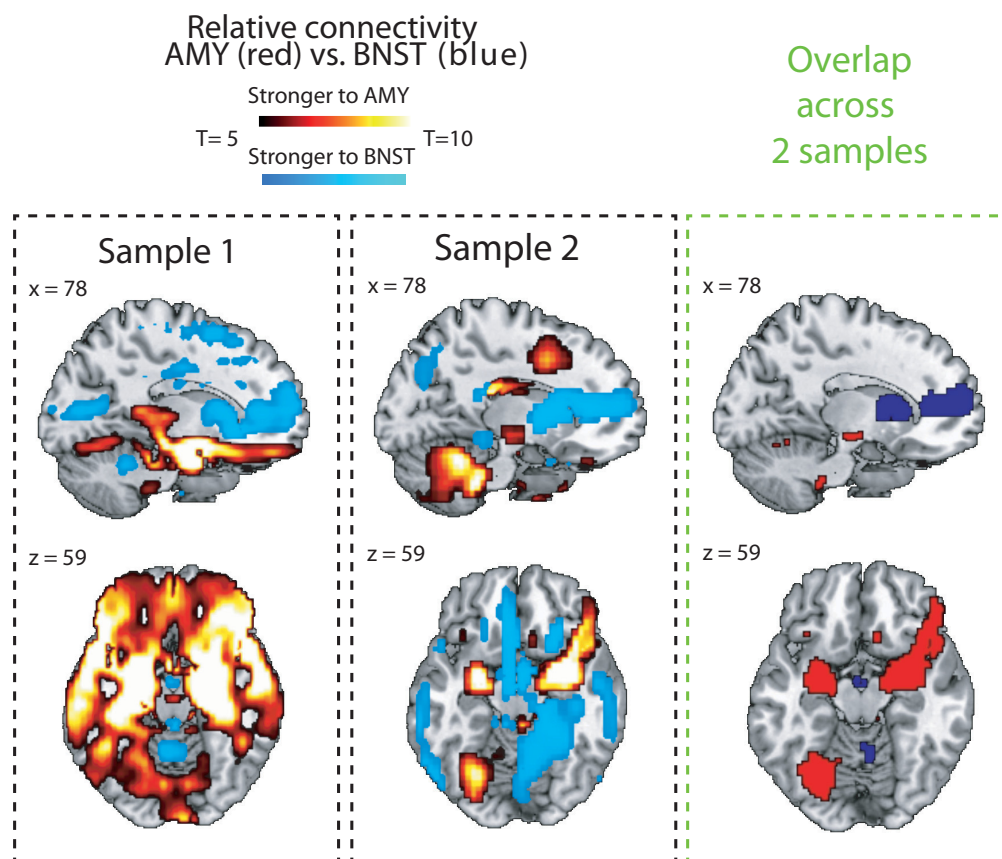 Relative connectivity
AMY (red) vs. BNST (blue)
Stronger to AMY
T= 5
T=10
Stronger to BNST
Overlap
across
2 samples
Sample 1
x = 78
z = 59
Sample 2
x = 78
z = 59
x = 78
z = 59